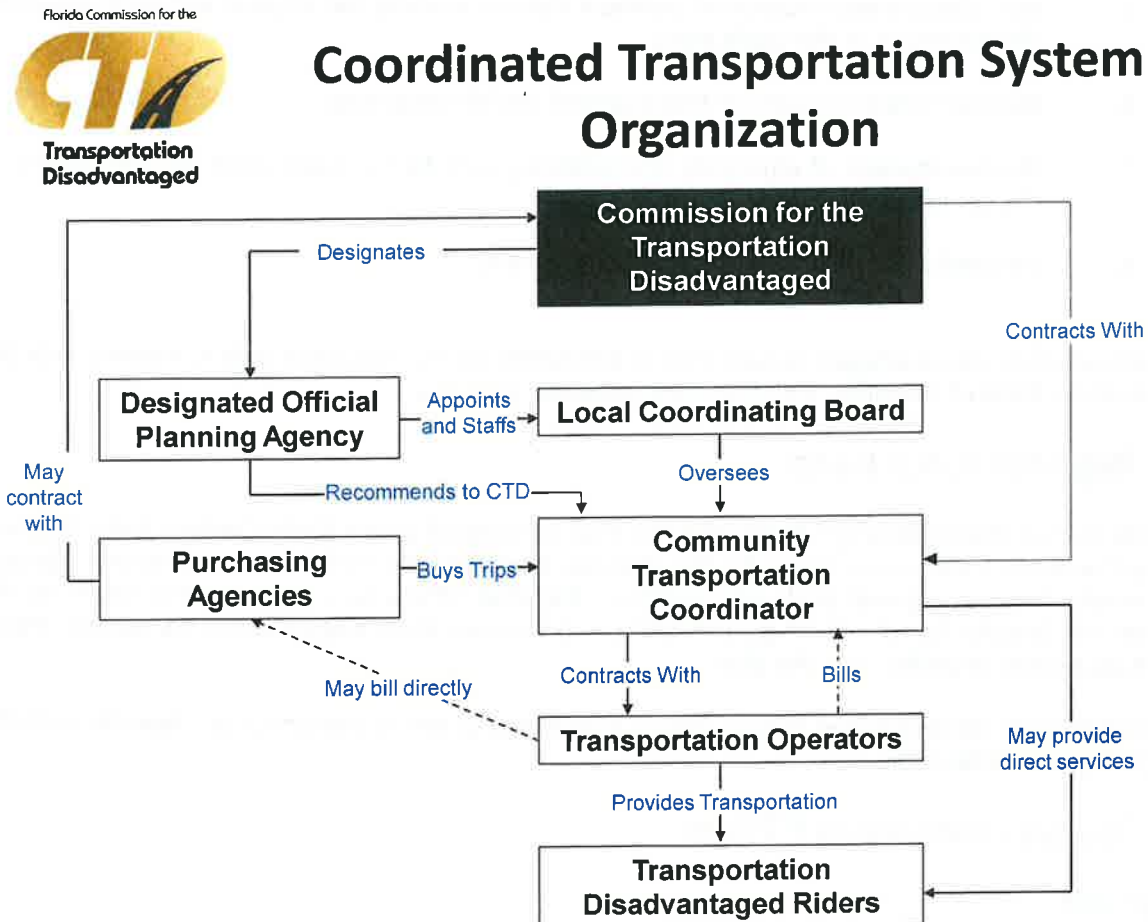 Florida Commission for the
CTD
Transportation
Disadvantaged
Coordinated Transportation System
Organization
Commission for the
Transportation
Disadvantaged
Designates
Contracts With
Designated Official
Planning Agency
Appoints
and Staffs
Local Coordinating Board
May
contract
with
Recommends to CTD
Oversees
Purchasing
Agencies
Buys Trips
Community
Transportation
Coordinator
May bill directly
Contracts With
Bills
Transportation Operators
May provide
direct services
Provides Transportation
Transportation
Disadvantaged Riders